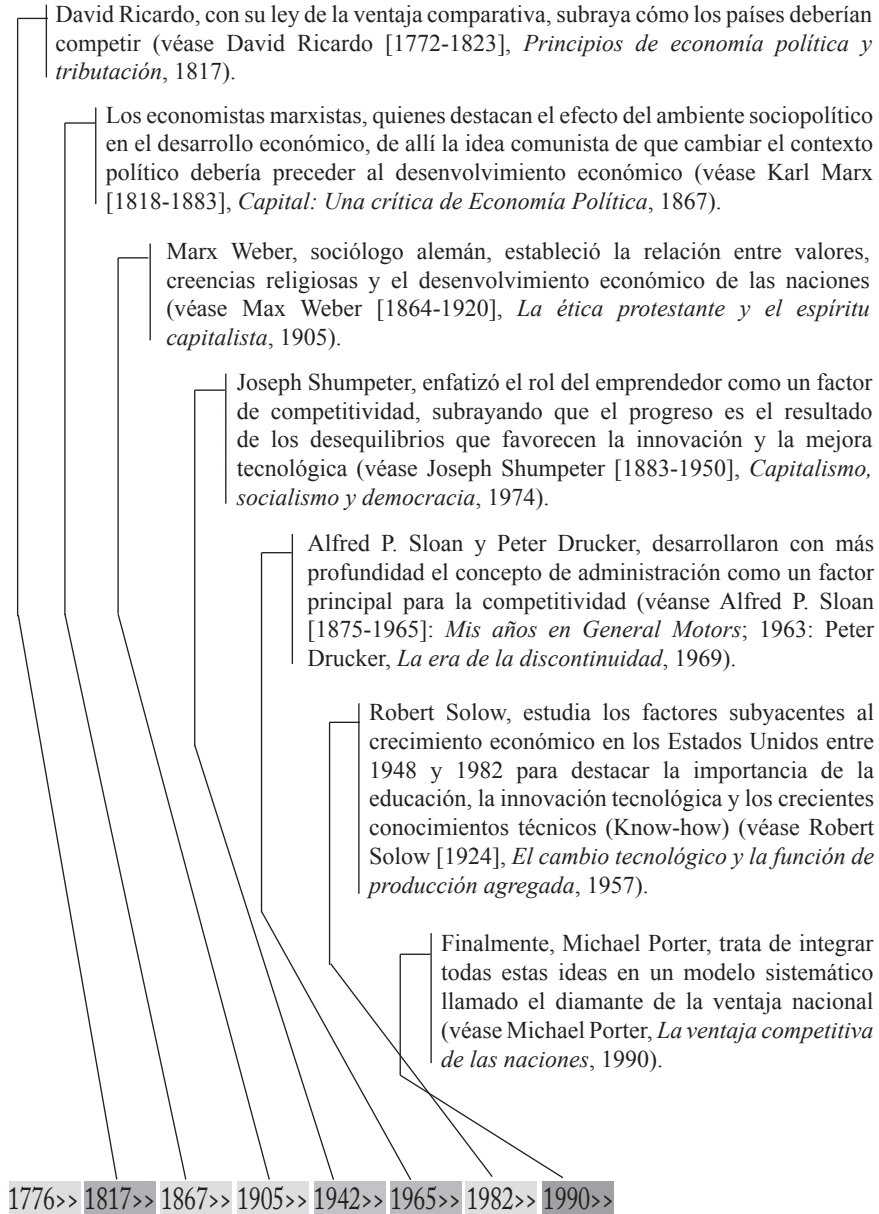 David Ricardo, con su ley de la ventaja comparativa, subraya cómo los países deberían
competir (véase David Ricardo [1772-1823], Principios de economía política y
tributación, 1817).
Los economistas marxistas, quienes destacan el efecto del ambiente sociopolítico
en el desarrollo económico, de allí la idea comunista de que cambiar el contexto
político debería preceder al desenvolvimiento económico (véase Karl Marx
[1818-1883], Capital: Una crítica de Economía Política, 1867).
Marx Weber, sociólogo alemán, estableció la relación entre valores,
creencias religiosas y el desenvolvimiento económico de las naciones
(véase Max Weber [1864-1920], La ética protestante y el espíritu
capitalista, 1905).
Joseph Shumpeter, enfatizó el rol del emprendedor como un factor
de competitividad, subrayando que el progreso es el resultado
de los desequilibrios que favorecen la innovación y la mejora
tecnológica (véase Joseph Shumpeter [1883-1950], Capitalismo,
socialismo y democracia, 1974).
Alfred P. Sloan y Peter Drucker, desarrollaron con más
profundidad el concepto de administración como un factor
principal para la competitividad (véanse Alfred P. Sloan
[1875-1965]: Mis años en General Motors; 1963: Peter
Drucker, La era de la discontinuidad, 1969).
Robert Solow, estudia los factores subyacentes al
crecimiento económico en los Estados Unidos entre
1948 y 1982 para destacar la importancia de la
educación, la innovación tecnológica y los crecientes
conocimientos técnicos (Know-how) (véase Robert
Solow [1924], El cambio tecnológico y la función de
producción agregada, 1957).
Finalmente, Michael Porter, trata de integrar
todas estas ideas en un modelo sistemático
llamado el diamante de la ventaja nacional
(véase Michael Porter, La ventaja competitiva
de las naciones, 1990).
1776>> 1817>> 1867>> 1905>> 1942>> 1965>> 1982>> 1990>>